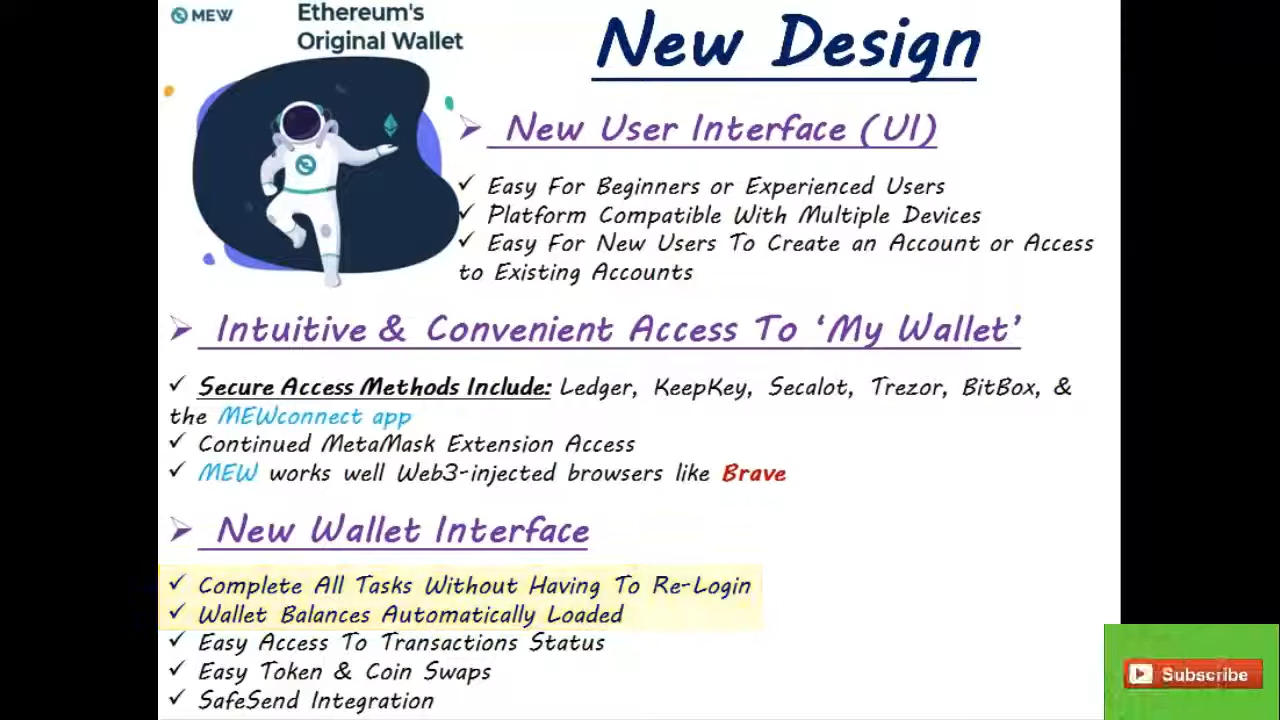 MEW
Ethereum's
Original Wallet
New Design
➢ New User Interface (UI)
✓ Easy For Beginners or Experienced Users
✓ Platform Compatible With Multiple Devices
✓ Easy For New Users To Create an Account or Access
to Existing Accounts
➢ Intuitive & Convenient Access To ‘My Wallet’
✓ Secure Access Methods Include: Ledger, KeepKey, Secalot, Trezor, BitBox, &
the MEWconnect app
✓ Continued MetaMask Extension Access
✓ MEW works well Web3-injected browsers like Brave
➢ New Wallet Interface
✓ Complete All Tasks Without Having To Re-Login
✓ Wallet Balances Automatically Loaded
✓ Easy Access To Transactions Status
✓ Easy Token & Coin Swaps
✓ SafeSend Integration
Subscribe